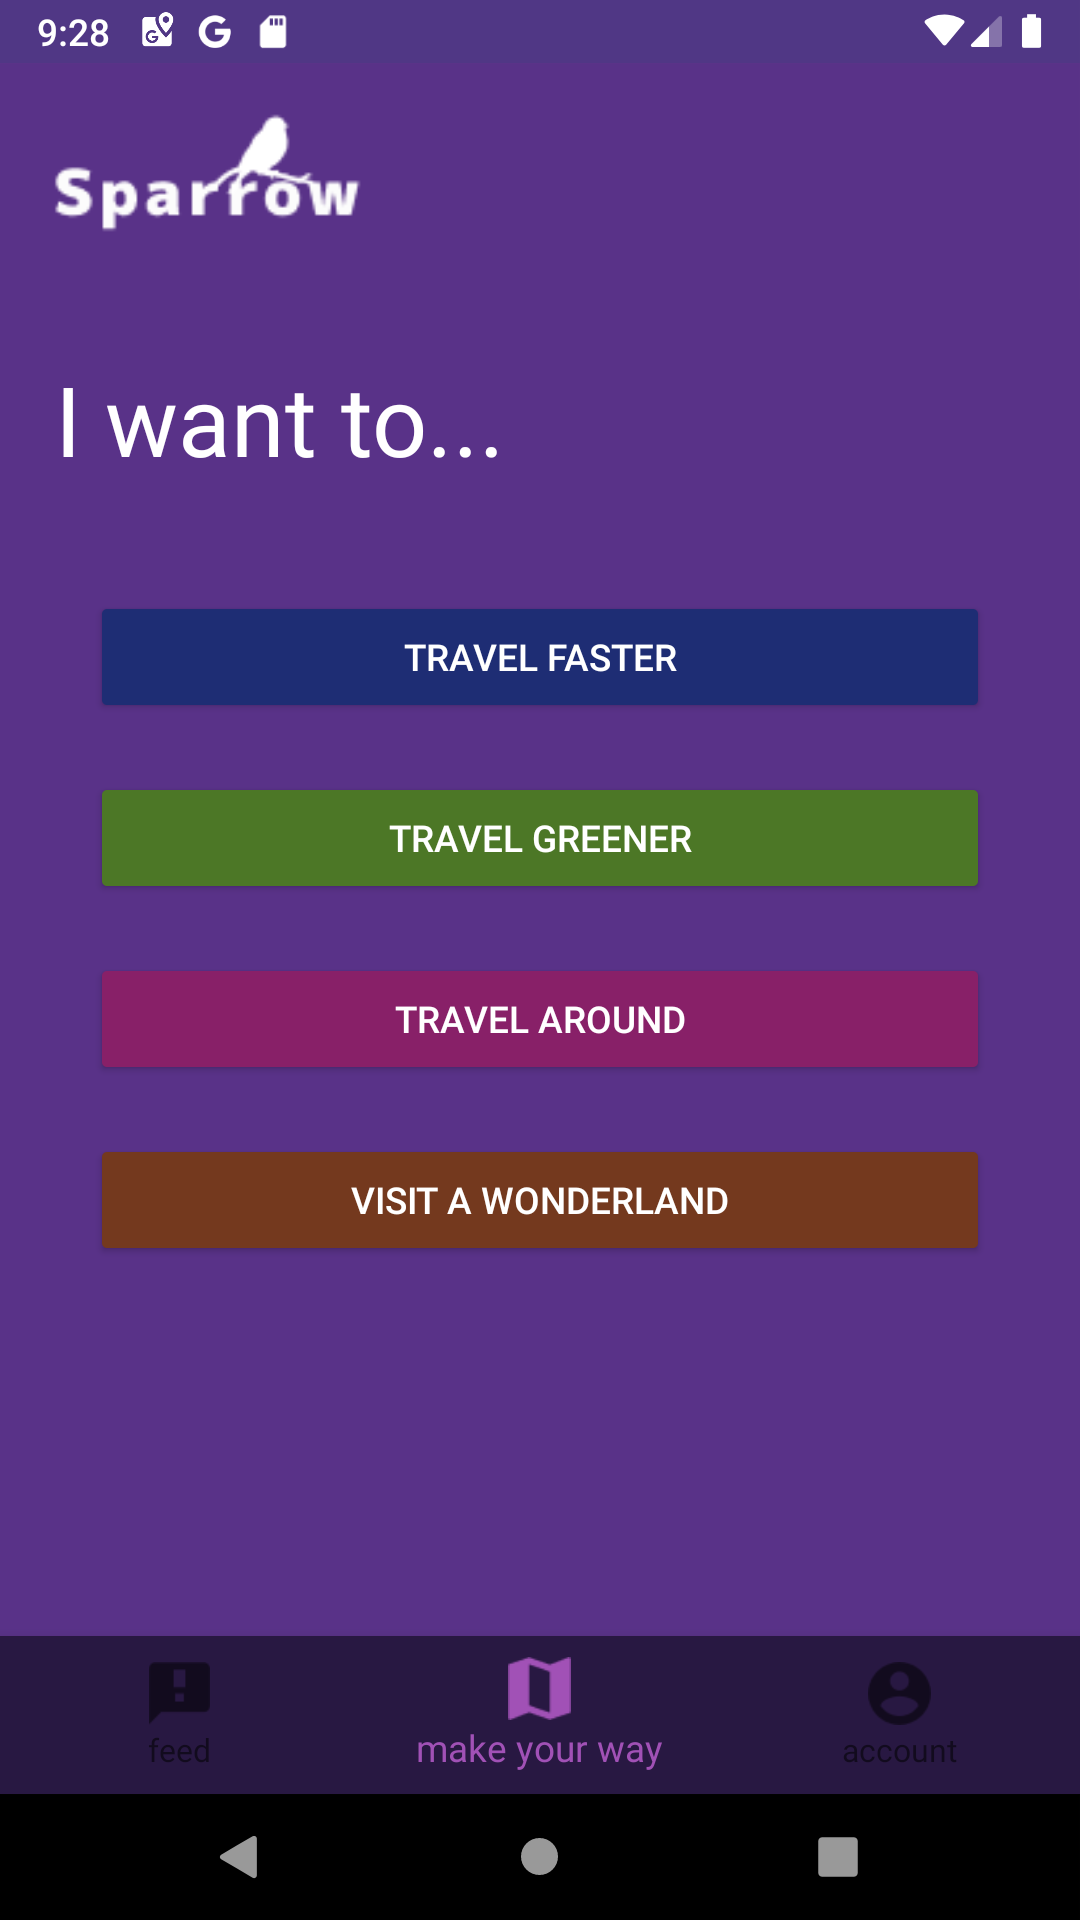 9:28
Sparrow
I want to...
TRAVEL FASTER
TRAVEL GREENER
TRAVEL AROUND
VISIT A WONDERLAND
feed
make your way
account